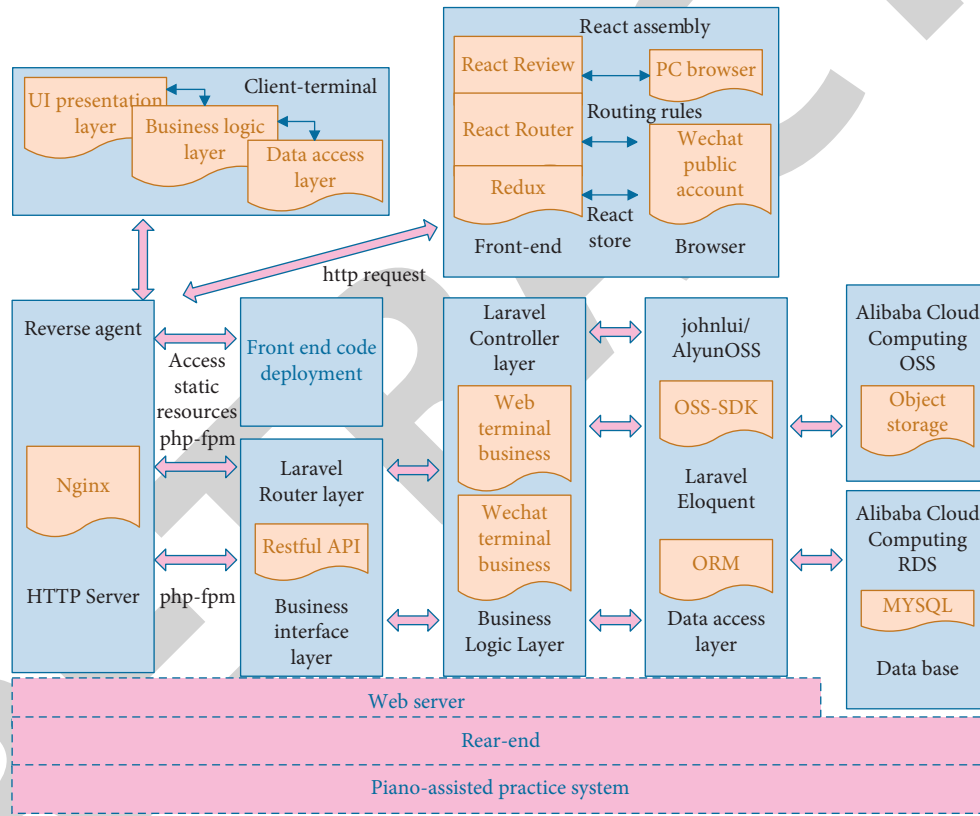 React assembly
React Review
PC browser
Routing rules
React Router
Wechat
public
account
Redux
React
store
Front-end
Browser
Client-terminal
UI presentation
layer
Business logic
layer
Data access
layer
http request
Reverse agent
Nginx
HTTP Server
Access
static
resources
php-fpm
php-fpm
Front end code
deployment
Laravel
Router layer
Restful API
Business
interface
layer
Laravel
Controller
layer
Web
terminal
business
Wechat
terminal
business
Business
Logic Layer
johnlui/
AlyunOSS
OSS-SDK
Laravel
Eloquent
ORM
Data access
layer
Alibaba Cloud
Computing
OSS
Object
storage
Alibaba Cloud
Computing
RDS
MYSQL
Data base
Web server
Rear-end
Piano-assisted practice system